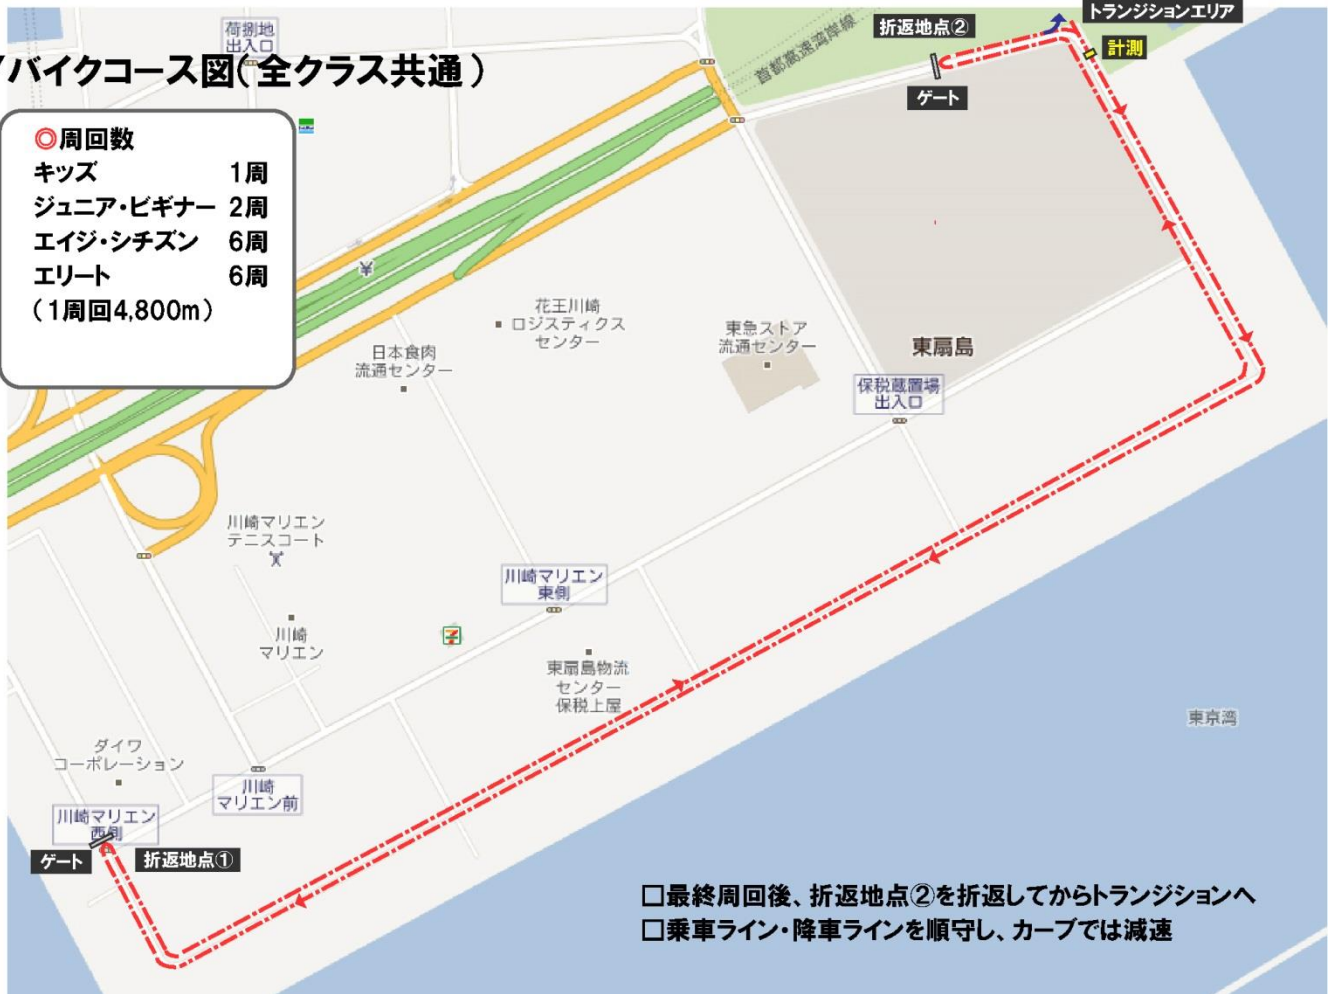 トランジションエリア
荷捌地
出入口
折返地点②
首都高速湾岸線
計測
バイクコース図(全クラス共通)
ゲート
◎周回数
キッズ 1周
ジュニア・ビギナー 2周
エイジ・シチズン 6周
エリート 6周
(1周回4,800m)
花王川崎
ロジスティクス
センター
日本食肉
流通センター
東急ストア
流通センター
東扇島
保税蔵置場
出入口
川崎マリエン
テニスコート
川崎マリエン
東側
川崎
マリエン
東扇島物流
センター
保税上屋
東京湾
ダイワ
コーポレーション
川崎
マリエン前
川崎マリエン
西側
ゲート
折返地点①
□最終周回後、折返地点②を折返してからトランジションへ
□乗車ライン・降車ラインを順守し、カーブでは減速